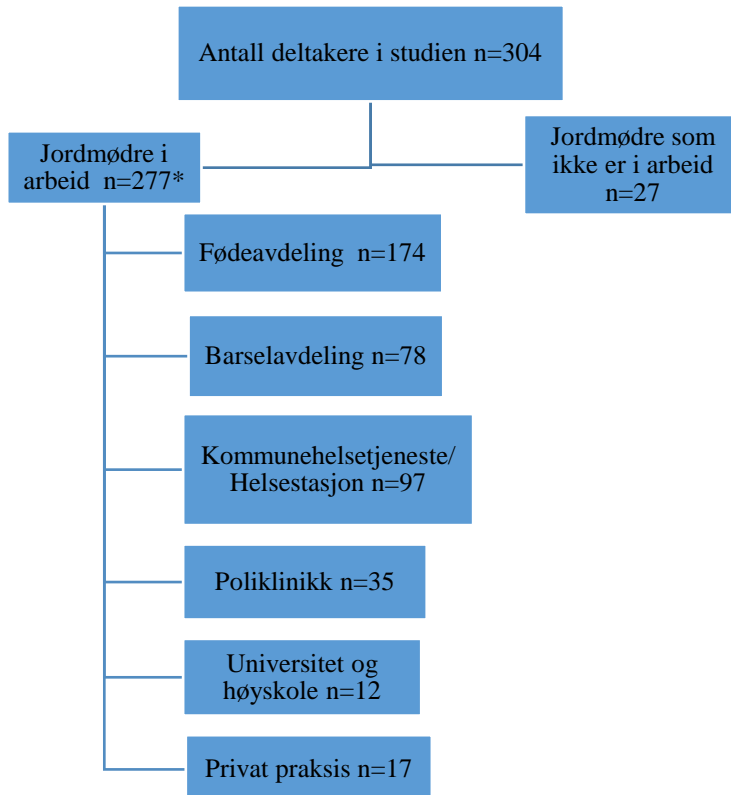 Antall deltakere i studien n=304
Jordmødre i
arbeid  n=277*
Jordmødre som
ikke er i arbeid
n=27
Fødeavdeling  n=174
Barselavdeling n=78
Kommunehelsetjeneste/
Helsestasjon n=97
Poliklinikk n=35
Universitet og
høyskole n=12
Privat praksis n=17